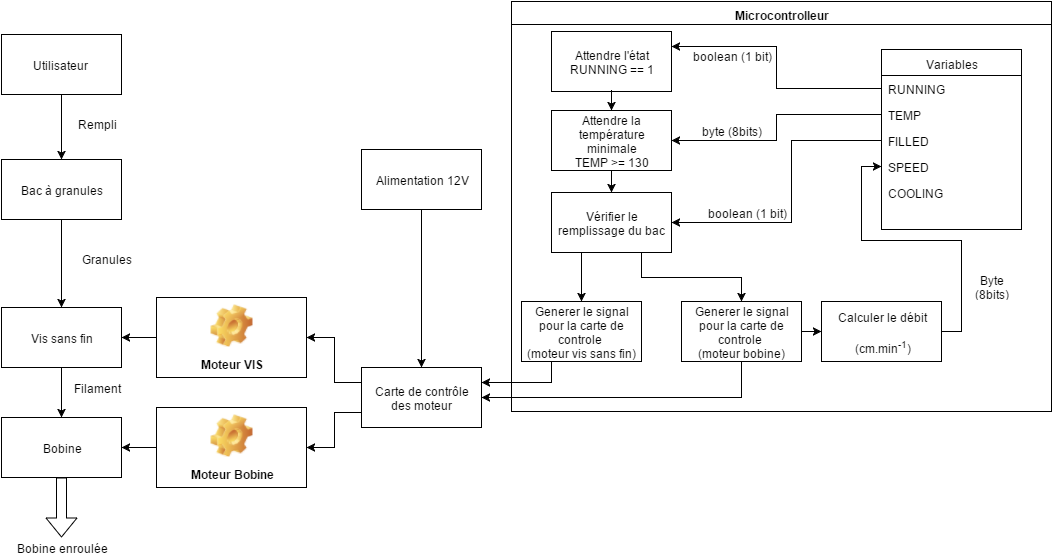 Microcontrolleur
Utilisateur
Rempli
Bac à granules
Granules
Vis sans fin
Filament
Bobine
Bobine enroulée
Moteur VIS
Moteur Bobine
Alimentation 12V
Carte de contrôle
des moteur
Attendre l'état
RUNNING == 1
boolean (1 bit)
Attendre la
température
minimale
TEMP >= 130
byte (8bits)
Vérifier le
remplissage du bac
boolean (1 bit)
Variables
RUNNING
TEMP
FILLED
SPEED
COOLING
Byte
(8bits)
Generer le signal
pour la carte de
controle
(moteur vis sans fin)
Generer le signal
pour la carte de
controle
(moteur bobine)
Calculer le débit
(cm.min⁻¹)